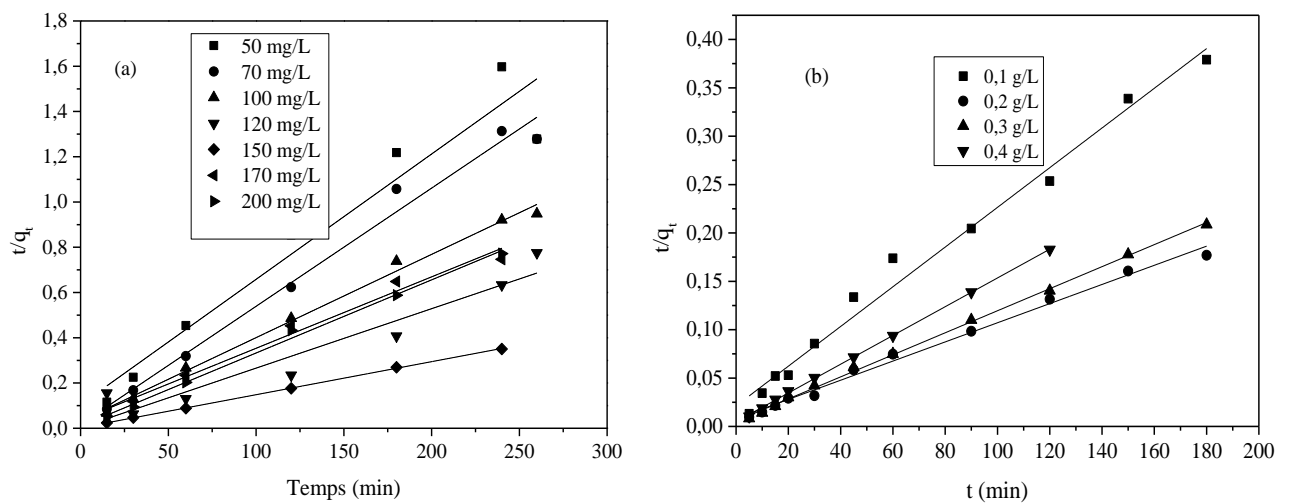 (a)
50 mg/L
70 mg/L
100 mg/L
120 mg/L
150 mg/L
170 mg/L
200 mg/L
t/qt
1,8
1,6
1,4
1,2
1,0
0,8
0,6
0,4
0,2
0,0
0 50 100 150 200 250 300
Temps (min)
(b)
0,1 g/L
0,2 g/L
0,3 g/L
0,4 g/L
t/qt
0,40
0,35
0,30
0,25
0,20
0,15
0,10
0,05
0,00
0 20 40 60 80 100 120 140 160 180 200
t (min)